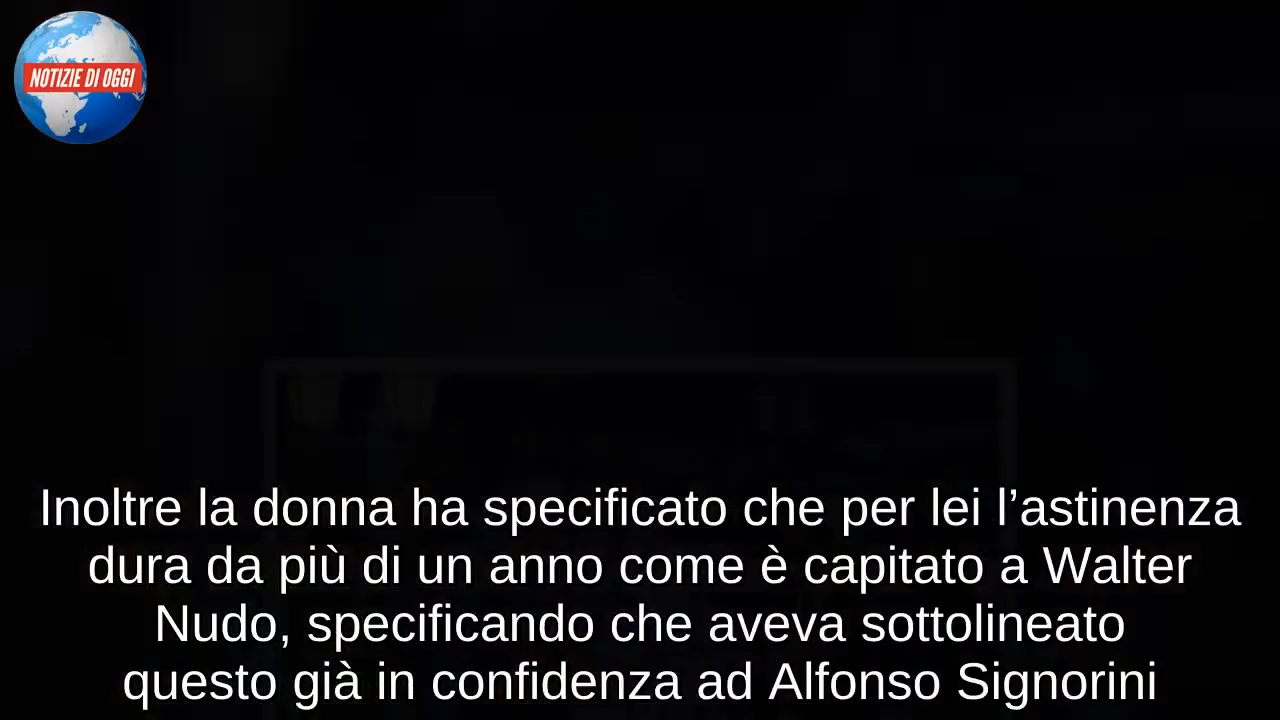 NOTIZIE DI OGGI
Inoltre la donna ha specificato che per lei l’astinenza
dura da più di un anno come è capitato a Walter
Nudo, specificando che aveva sottolineato
questo già in confidenza ad Alfonso Signorini